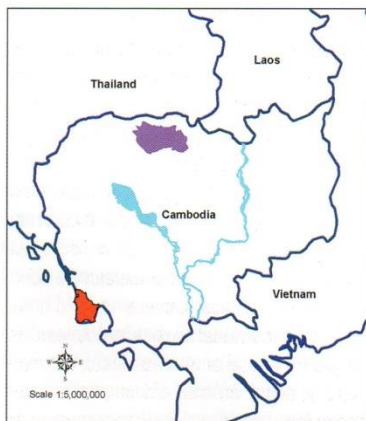 Laos
Thailand
Cambodia
Vietnam
N
W E
S
Scale 1:5,000,000